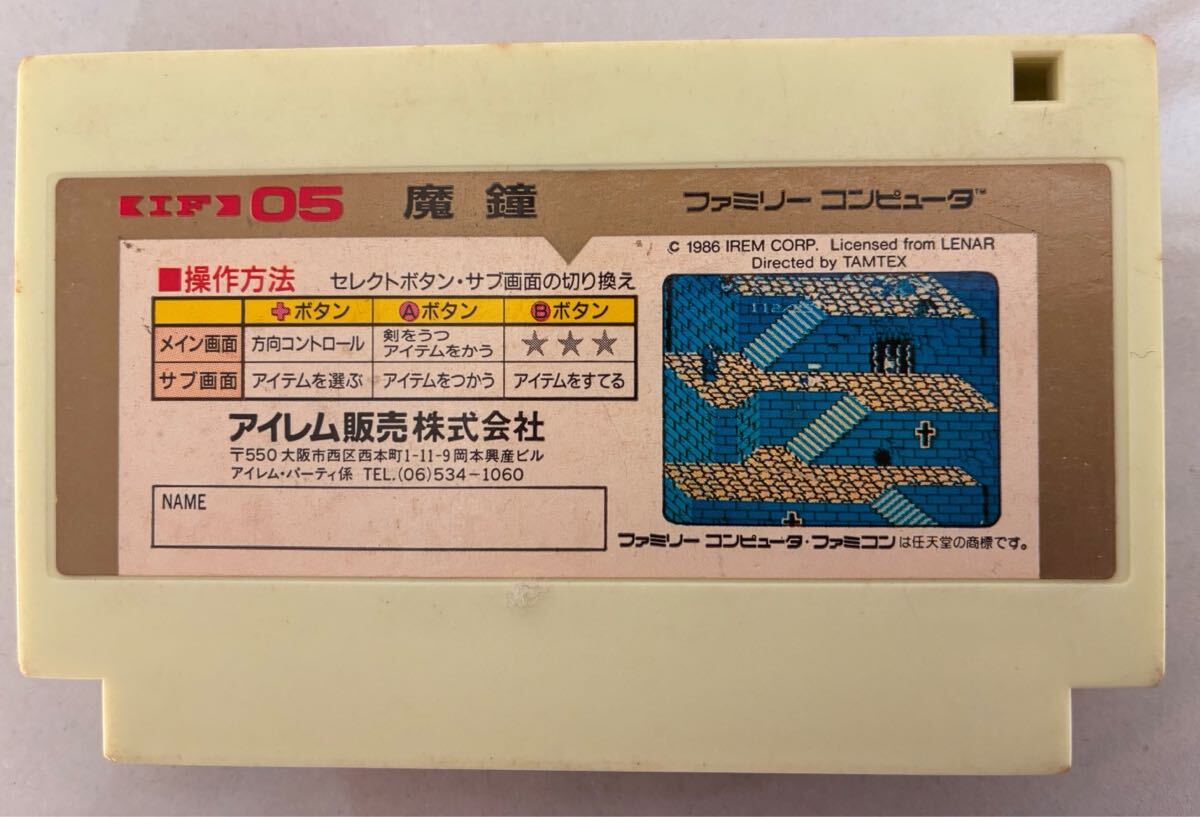 IF 05 魔鐘 ファミリー コンピュータ™
© 1986 IREM CORP. Licensed from LENAR
Directed by TAMTEX
■操作方法 セレクトボタン・サブ画面の切り換え
✚ボタン Ⓐボタン Ⓑボタン
メイン画面 方向コントロール 剣をうつ
アイテムをかう ★★★
サブ画面 アイテムを選ぶ アイテムをつかう アイテムをすてる
アイレム販売株式会社
〒550 大阪市西区西本町1-11-9 岡本興産ビル
アイレム・パーティ係 TEL.(06)534-1060
NAME
ファミリー コンピュータ・ファミコンは任天堂の商標です。